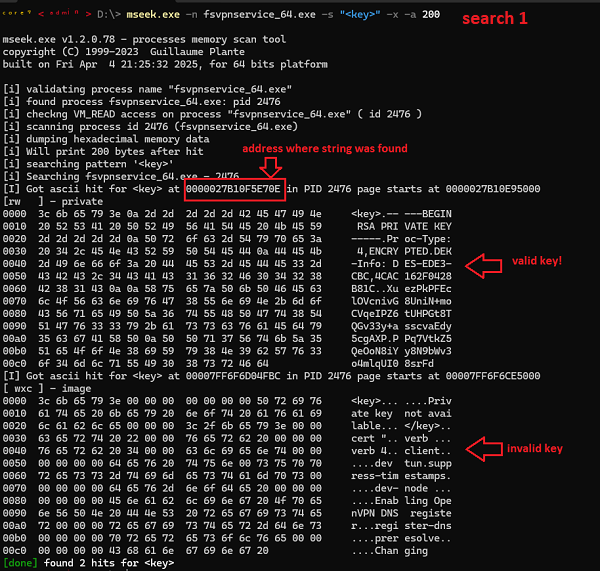 D:\> mseek.exe -n fsvpnservice_64.exe -s "<key>" -x -a 200
search 1
mseek.exe v1.2.0.78 - processes memory scan tool
copyright (C) 1999-2023  Guillaume Plante
built on Fri Apr  4 21:25:32 2025, for 64 bits platform
[i] validating process name "fsvpnservice_64.exe"
[i] found process fsvpnservice_64.exe: pid 2476
[i] checkng VM_READ access on process "fsvpnservice_64.exe" ( id 2476 )
[i] scanning process id 2476 (fsvpnservice_64.exe)
[i] dumping hexadecimal memory data
[i] Will print 200 bytes after hit
address where string was found
[i] searching pattern '<key>'
[i] Searching fsvpnservice_64.exe - 2476
[I] Got ascii hit for <key> at 0000027B10F5E70E in PID 2476 page starts at 0000027B10E95000
[rw   ] - private
0000  3c 6b 65 79 3e 0a 2d 2d  2d 2d 2d 42 45 47 49 4e  <key>.-- ---BEGIN
0010  20 52 53 41 20 50 52 49  56 41 54 45 20 4b 45 59  RSA PRI VATE KEY
0020  2d 2d 2d 2d 2d 0a 50 72  6f 63 2d 54 79 70 65 3a  -----.Pr oc-Type:
0030  20 34 2c 45 4e 43 52 59  50 54 45 44 0a 44 45 4b  4,ENCRY PTED.DEK
0040  2d 49 6e 66 6f 3a 20 44  45 53 2d 45 44 45 33 2d  -Info: D ES-EDE3-
valid key!
0050  43 42 43 2c 34 43 41 43  31 36 32 46 30 34 32 38  CBC,4CAC 162F0428
0060  42 38 31 43 0a 0a 58 75  65 7a 50 6b 50 46 45 63  B81C..Xu ezPkPFEc
0070  6c 4f 56 63 6e 69 76 47  38 55 6e 69 4e 2b 6d 6f  lOVcnivG 8UniN+mo
0080  43 56 71 65 49 50 5a 36  74 55 48 50 47 74 38 54  CVqeIPZ6 tUHPGt8T
0090  51 47 76 33 33 79 2b 61  73 73 63 76 61 45 64 79  QGv33y+a sscvaEdy
00a0  35 63 67 41 58 50 0a 50  50 71 37 56 74 6b 5a 35  5cgAXP.P Pq7VtkZ5
00b0  51 65 4f 6f 4e 38 69 59  79 38 4e 39 62 57 76 33  QeOoN8iY y8N9bWv3
00c0  6f 34 6d 6c 71 55 49 30  38 73 72 46 64  o4mlqUI0 8srFd
[I] Got ascii hit for <key> at 00007FF6F6D04FBC in PID 2476 page starts at 00007FF6F6CE5000
[ wxc ] - image
0000  3c 6b 65 79 3e 00 00 00  00 00 00 00 50 72 69 76  <key>... ....Priv
0010  61 74 65 20 6b 65 79 20  6e 6f 74 20 61 76 61 69  ate key  not avai
0020  6c 61 62 6c 65 00 00 00  3c 2f 6b 65 79 3e 00 00  lable... </key>..
0030  63 65 72 74 20 22 00 00  76 65 72 62 20 00 00 00  cert ".. verb ...
0040  76 65 72 62 20 34 00 00  63 6c 69 65 6e 74 00 00  verb 4.. client..
invalid key
0050  00 00 00 00 64 65 76 20  74 75 6e 00 73 75 70 70  ....dev  tun.supp
0060  72 65 73 73 2d 74 69 6d  65 73 74 61 6d 70 73 00  ress-tim estamps.
0070  00 00 00 00 64 65 76 2d  6e 6f 64 65 20 00 00 00  ....dev- node ...
0080  00 00 00 00 45 6e 61 62  6c 69 6e 67 20 4f 70 65  ....Enab ling Ope
0090  6e 56 50 4e 20 44 4e 53  20 72 65 67 69 73 74 65  nVPN DNS  registe
00a0  72 00 00 00 72 65 67 69  73 74 65 72 2d 64 6e 73  r...regi ster-dns
00b0  00 00 00 00 70 72 65 72  65 73 6f 6c 76 65 00 00  ....prer esolve..
00c0  00 00 00 00 43 68 61 6e  67 69 6e 67 20  ....Chan ging
[done] found 2 hits for <key>